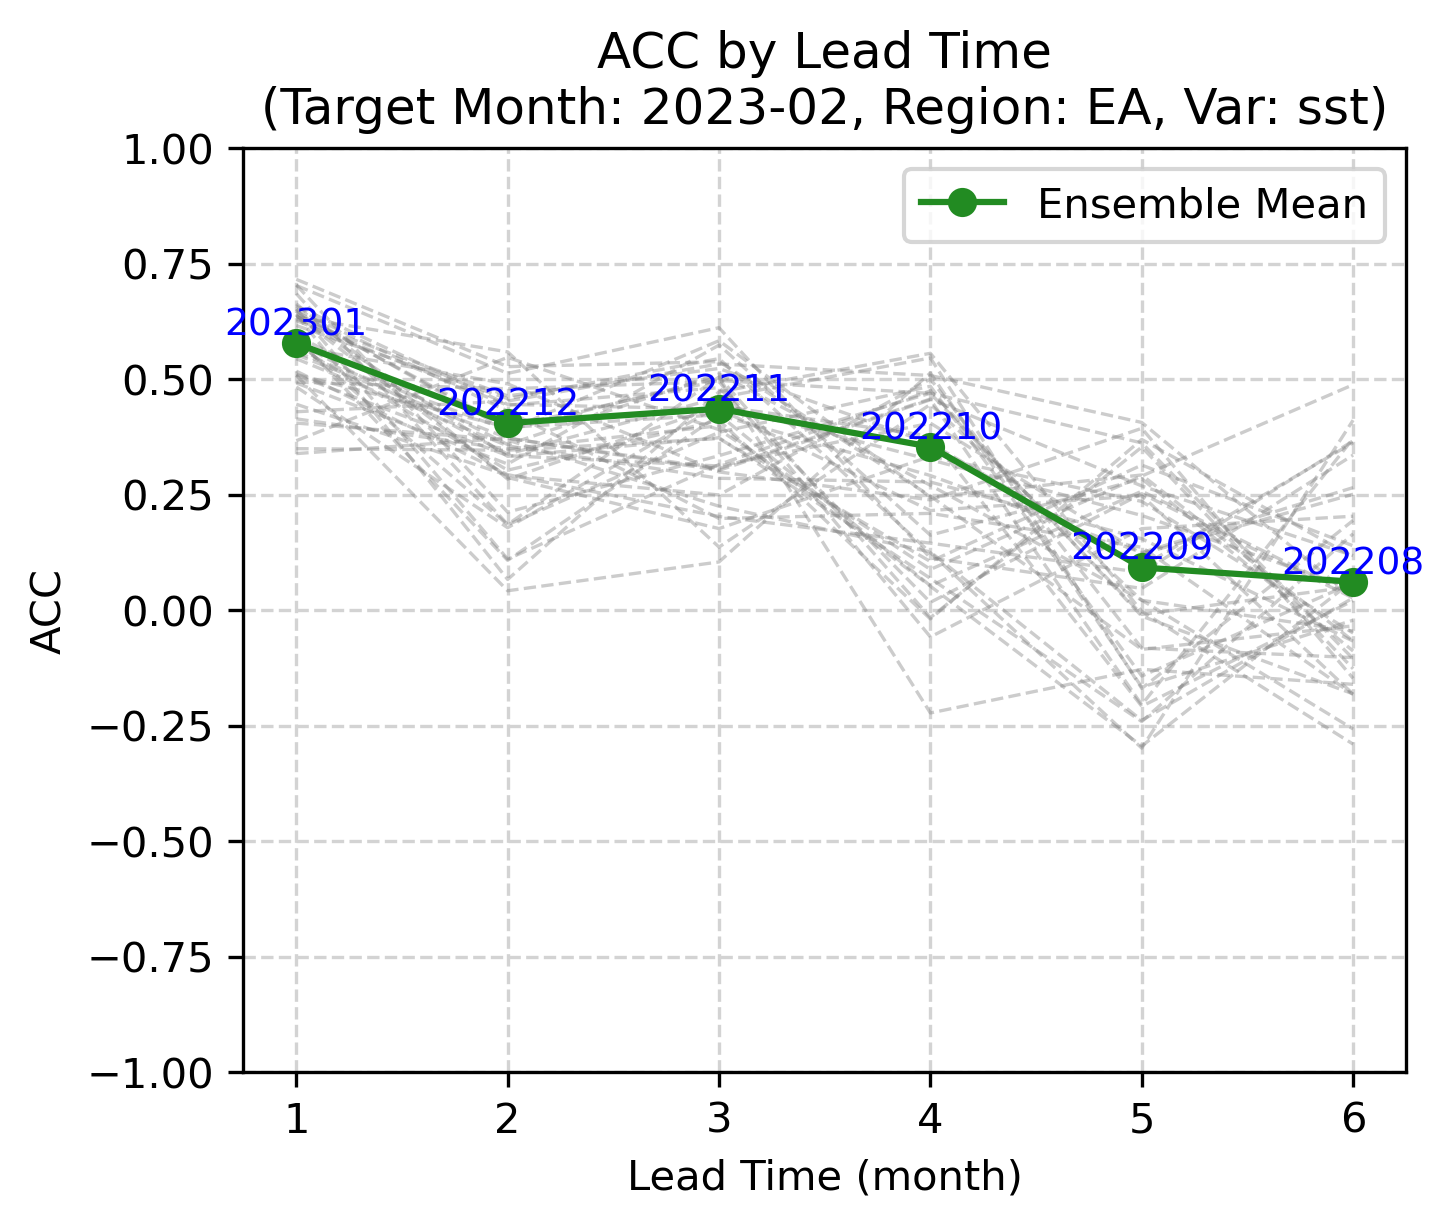 ACC by Lead Time
(Target Month: 2023-02, Region: EA, Var: sst)
1.00
0.75
0.50
0.25
0.00
−0.25
−0.50
−0.75
−1.00
ACC
Ensemble Mean
202301
202212
202211
202210
202209
202208
1 2 3 4 5 6
Lead Time (month)